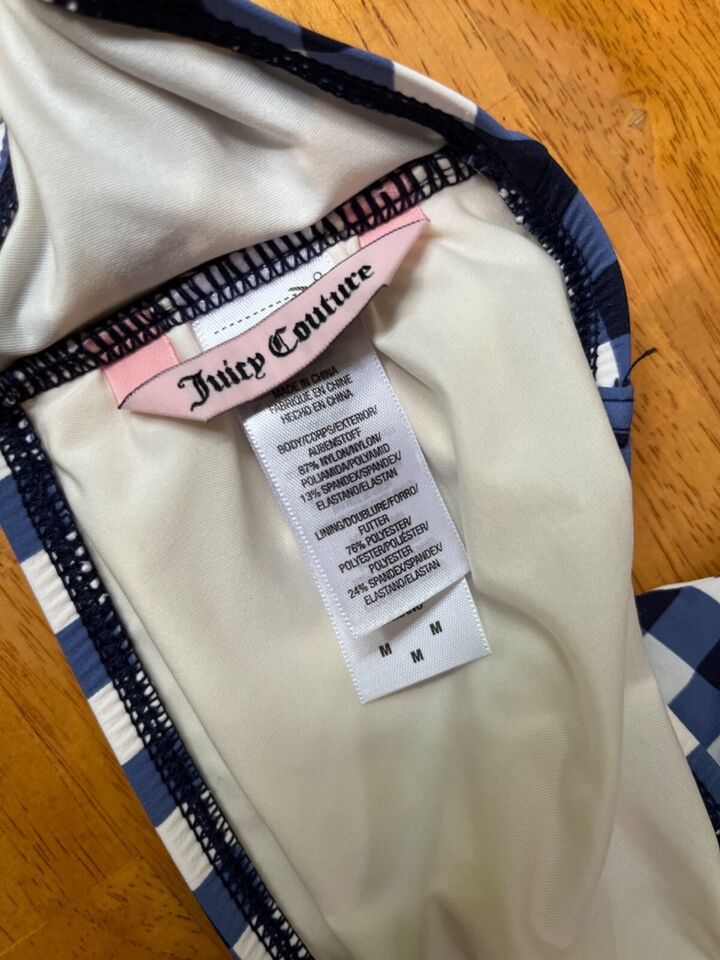 Juicy Couture
MADE IN CHINA
FABRIQUE EN CHINE
HECHO EN CHINA
BODY/CORPS/EXTERIOR/
AUBENSTOFF
87% NYLON/NYLON/
POLIAMIDA/POLYAMID
13% SPANDEX/SPANDEX/
ELASTANO/ELASTAN
LINING/DOUBLURE/FORRO/
FUTTER
76% POLYESTER/
POLYESTER/POLIÉSTER/
POLYESTER
24% SPANDEX/SPANDEX/
ELASTANO/ELASTAN
M M M